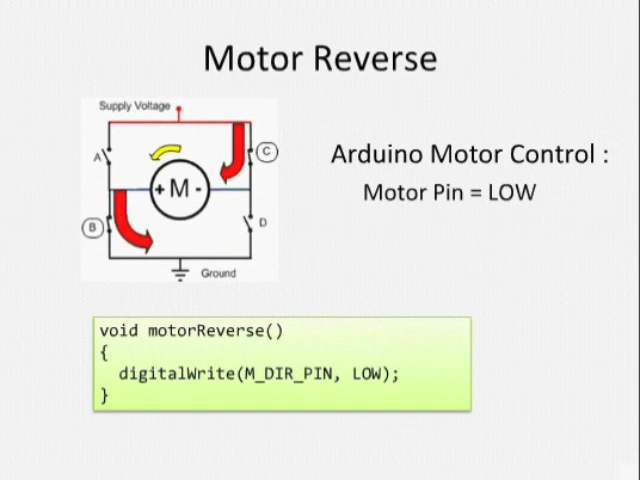 Motor Reverse
Supply Voltage
A
C
+ M -
B
D
Ground
Arduino Motor Control :
Motor Pin = LOW
void motorReverse()
{
  digitalWrite(M_DIR_PIN, LOW);
}